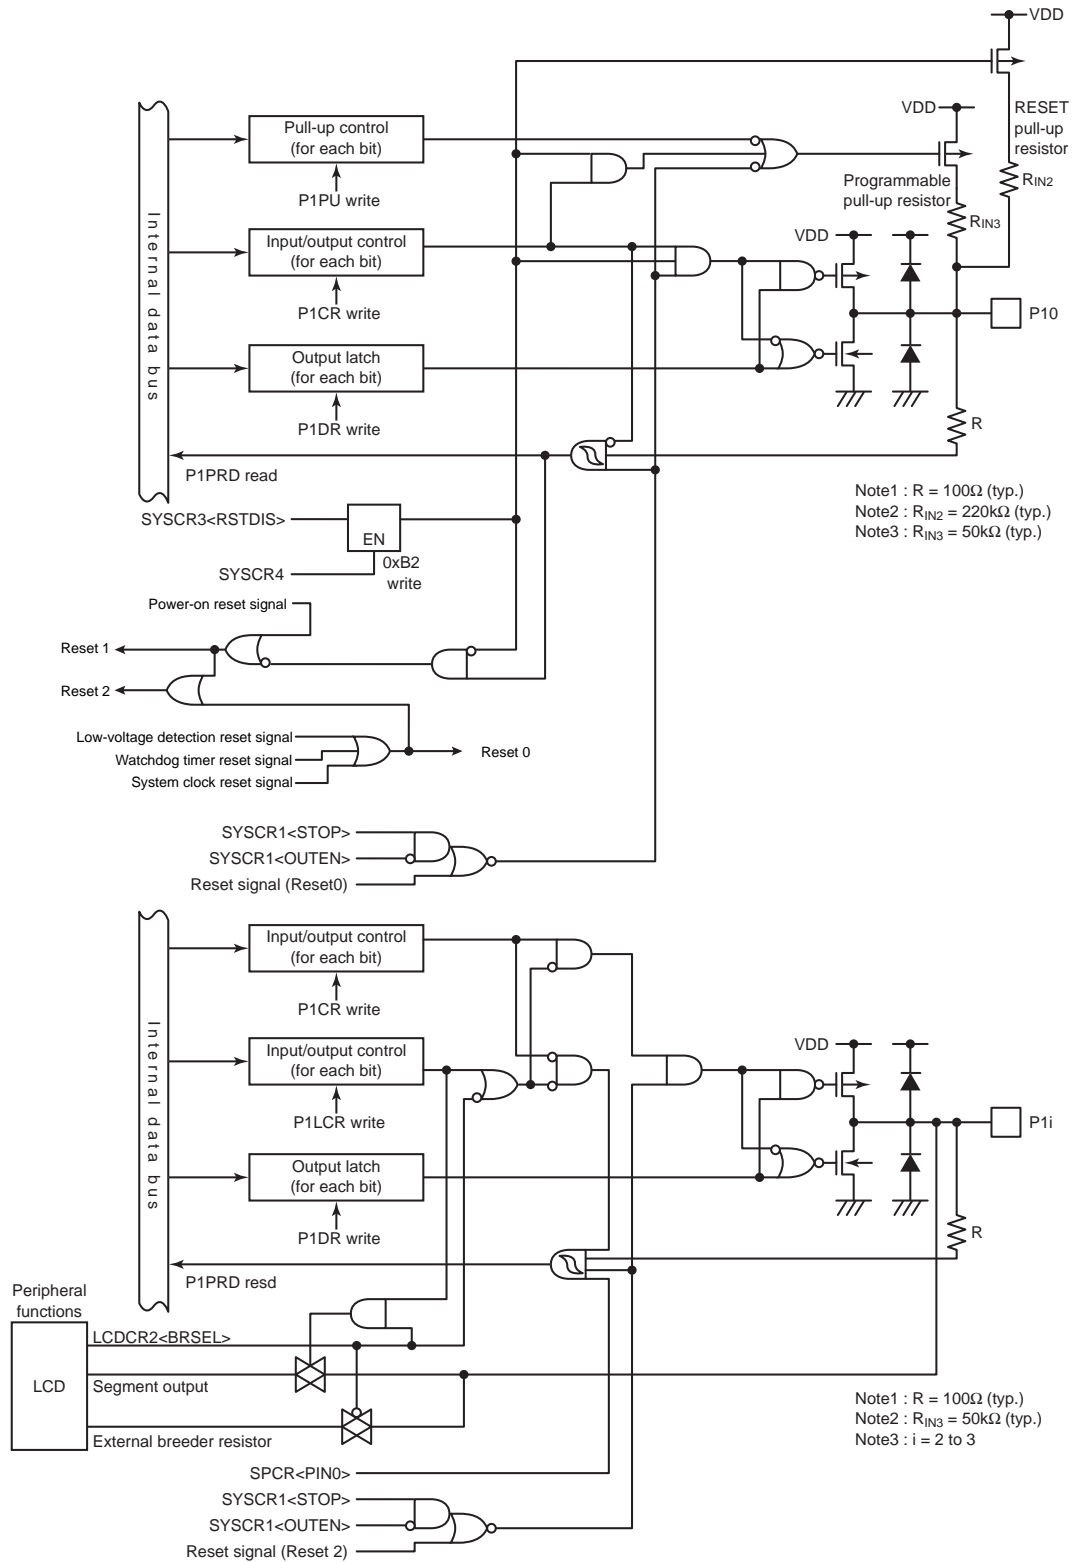 VDD
VDD
RESET
pull-up
resistor
Pull-up control
(for each bit)
P1PU write
Programmable
pull-up resistor
RIN2
RIN3
Internal data bus
Input/output control
(for each bit)
P1CR write
VDD
P10
Output latch
(for each bit)
P1DR write
R
P1PRD read
Note1 : R = 100Ω (typ.)
Note2 : RIN2 = 220kΩ (typ.)
Note3 : RIN3 = 50kΩ (typ.)
SYSCR3<RSTDIS>
EN
0xB2
write
SYSCR4
Power-on reset signal
Reset 1
Reset 2
Low-voltage detection reset signal
Watchdog timer reset signal
System clock reset signal
Reset 0
SYSCR1<STOP>
SYSCR1<OUTEN>
Reset signal (Reset0)
Internal data bus
Input/output control
(for each bit)
P1CR write
Input/output control
(for each bit)
P1LCR write
VDD
P1i
Output latch
(for each bit)
P1DR write
R
P1PRD resd
Peripheral
functions
LCD
LCDCR2<BRSEL>
Segment output
External breeder resistor
Note1 : R = 100Ω (typ.)
Note2 : RIN3 = 50kΩ (typ.)
Note3 : i = 2 to 3
SPCR<PIN0>
SYSCR1<STOP>
SYSCR1<OUTEN>
Reset signal (Reset 2)